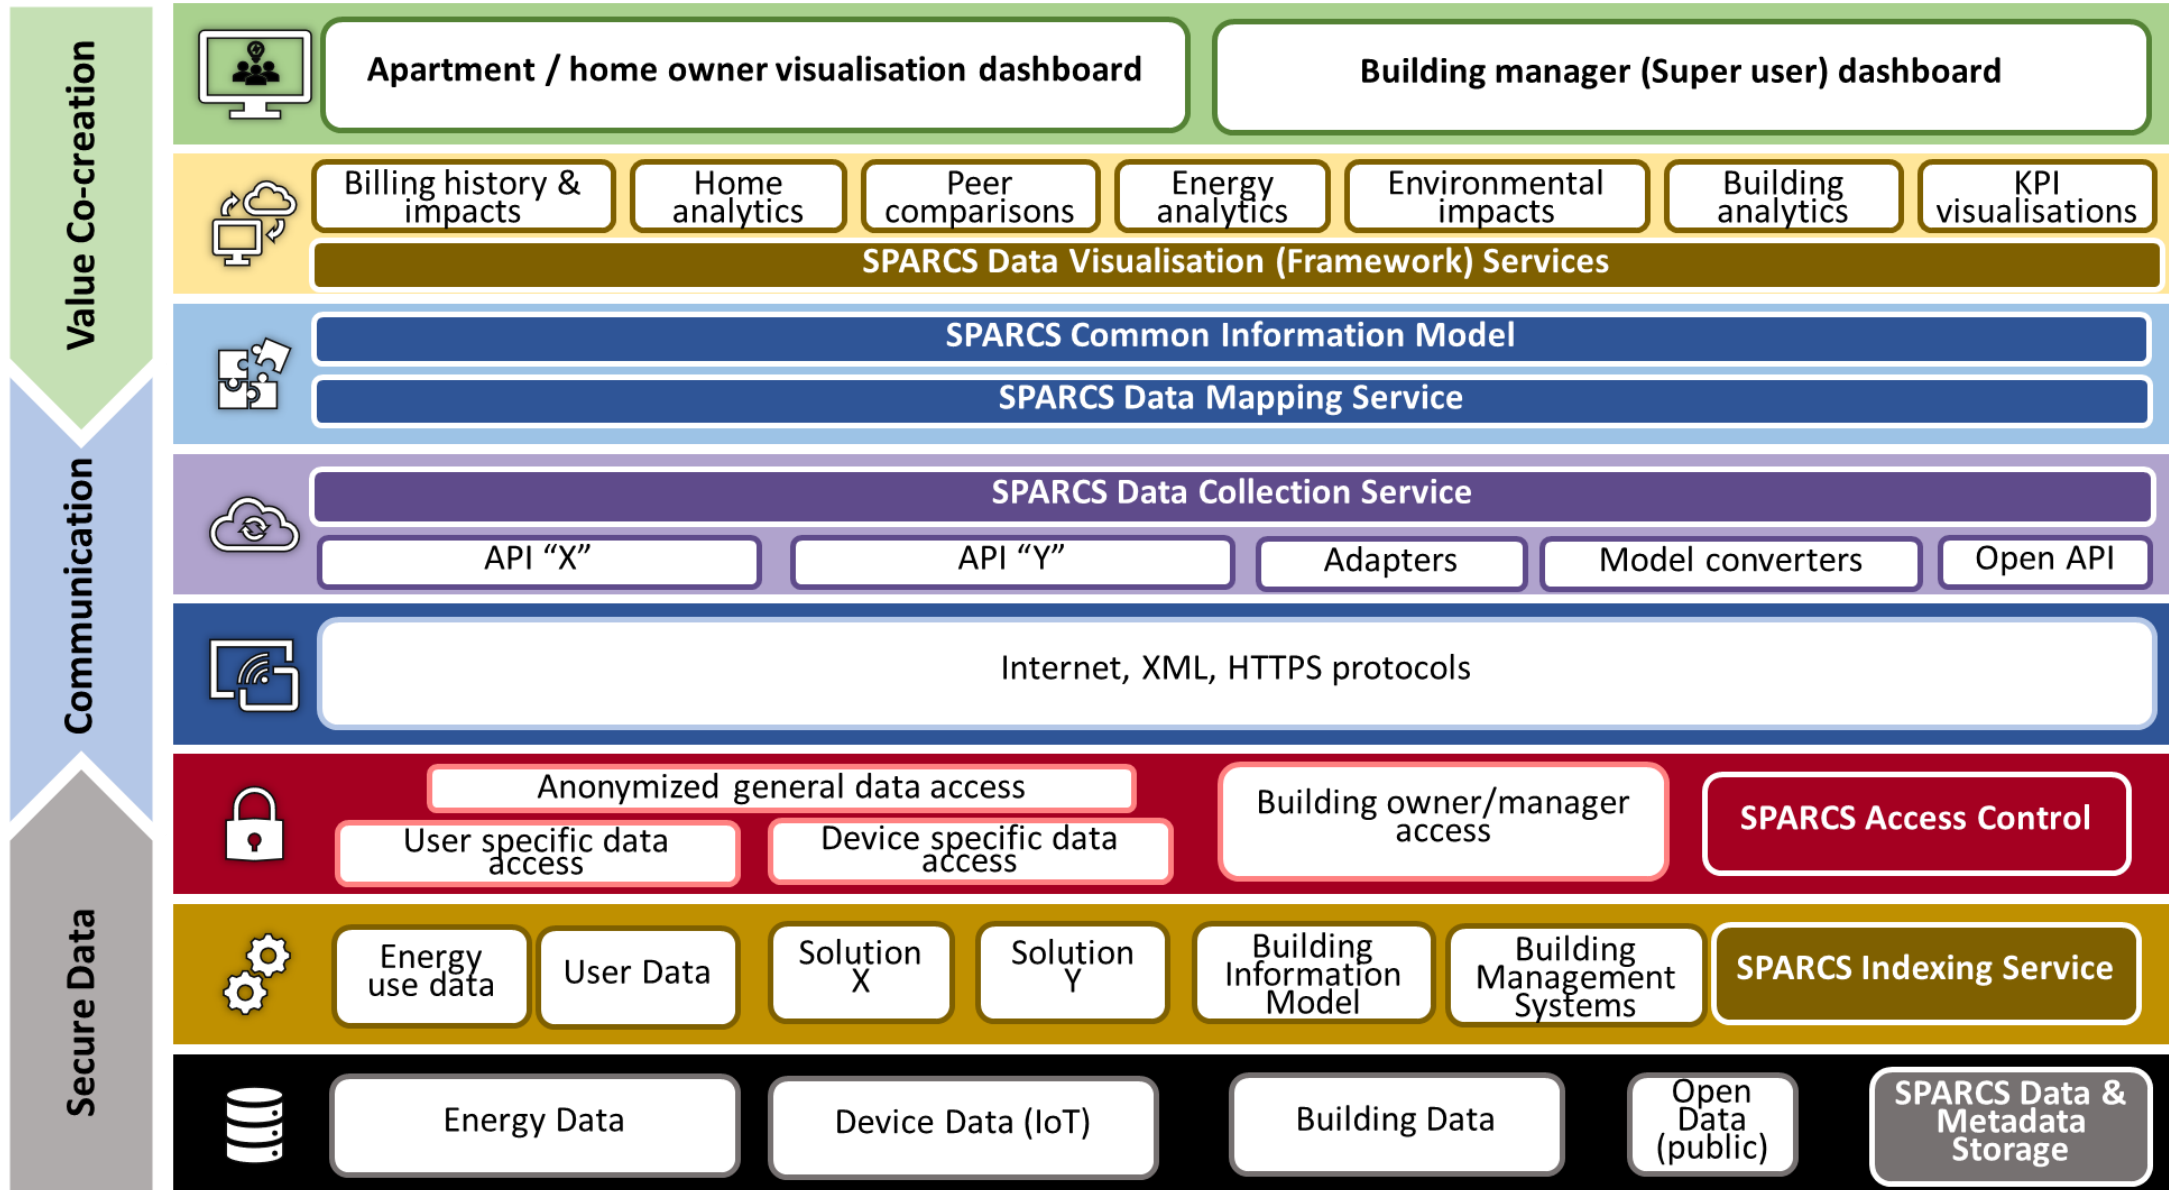 Value Co-creation
Communication
Secure Data
Apartment / home owner visualisation dashboard
Building manager (Super user) dashboard
Billing history &
impacts
Home
analytics
Peer
comparisons
Energy
analytics
Environmental
impacts
Building
analytics
KPI
visualisations
SPARCS Data Visualisation (Framework) Services
SPARCS Common Information Model
SPARCS Data Mapping Service
SPARCS Data Collection Service
API “X”
API “Y”
Adapters
Model converters
Open API
Internet, XML, HTTPS protocols
Anonymized general data access
User specific data
access
Device specific data
access
Building owner/manager
access
SPARCS Access Control
Energy
use data
User Data
Solution
X
Solution
Y
Building
Information
Model
Building
Management
Systems
SPARCS Indexing Service
Energy Data
Device Data (IoT)
Building Data
Open
Data
(public)
SPARCS Data &
Metadata
Storage